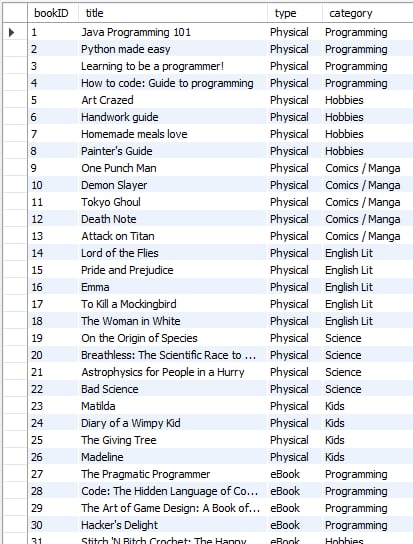 bookID title type category
1 Java Programming 101 Physical Programming
2 Python made easy Physical Programming
3 Learning to be a programmer! Physical Programming
4 How to code: Guide to programming Physical Programming
5 Art Crazed Physical Hobbies
6 Handwork guide Physical Hobbies
7 Homemade meals love Physical Hobbies
8 Painter's Guide Physical Hobbies
9 One Punch Man Physical Comics / Manga
10 Demon Slayer Physical Comics / Manga
11 Tokyo Ghoul Physical Comics / Manga
12 Death Note Physical Comics / Manga
13 Attack on Titan Physical Comics / Manga
14 Lord of the Flies Physical English Lit
15 Pride and Prejudice Physical English Lit
16 Emma Physical English Lit
17 To Kill a Mockingbird Physical English Lit
18 The Woman in White Physical English Lit
19 On the Origin of Species Physical Science
20 Breathless: The Scientific Race to ... Physical Science
21 Astrophysics for People in a Hurry Physical Science
22 Bad Science Physical Science
23 Matilda Physical Kids
24 Diary of a Wimpy Kid Physical Kids
25 The Giving Tree Physical Kids
26 Madeline Physical Kids
27 The Pragmatic Programmer eBook Programming
28 Code: The Hidden Language of Co... eBook Programming
29 The Art of Game Design: A Book of... eBook Programming
30 Hacker's Delight eBook Programming
31 Stitch 'N Bitch Crochet: The Happy eBook Hobbies